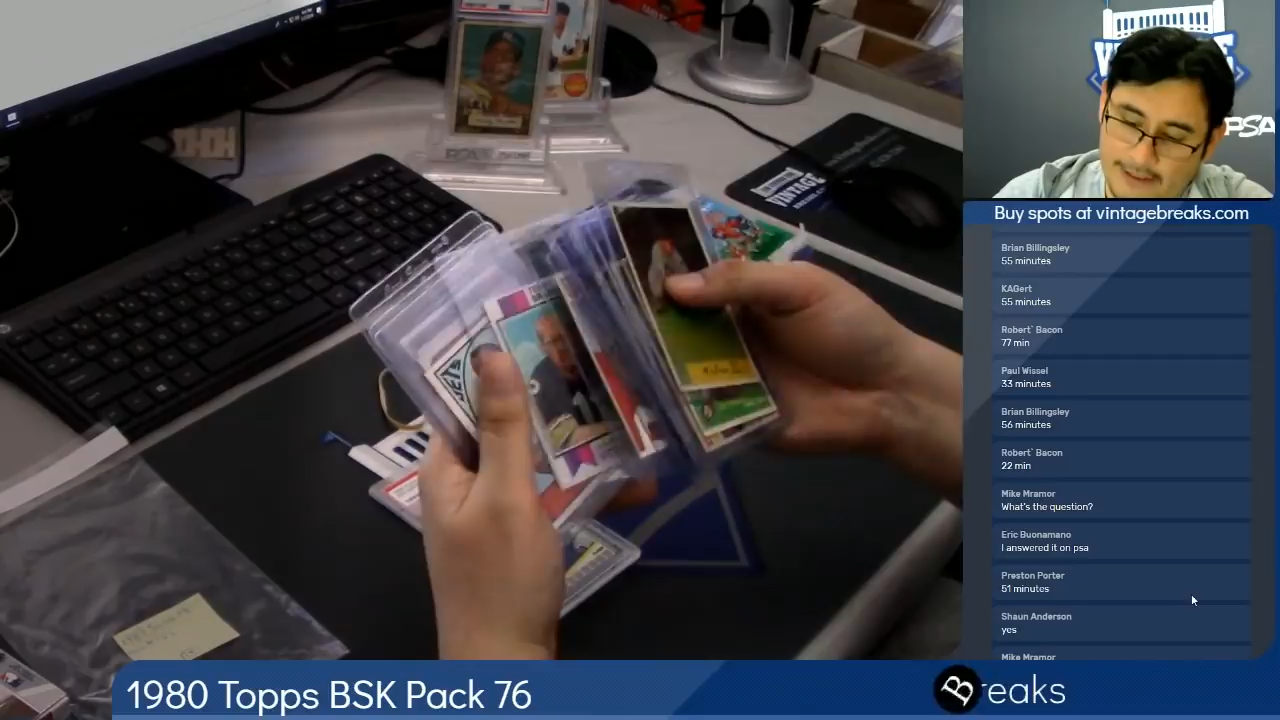 VINTAGE
PSA
Buy spots at vintagebreaks.com
Brian Billingsley
55 minutes
KAGert
55 minutes
Robert` Bacon
77 min
Paul Wissel
33 minutes
Brian Billingsley
56 minutes
Robert` Bacon
22 min
Mike Mramor
What's the question?
Eric Buonamano
I answered it on psa
Preston Porter
51 minutes
Shaun Anderson
yes
Mike Mramor
JETS
1980 Topps BSK Pack 76
Breaks